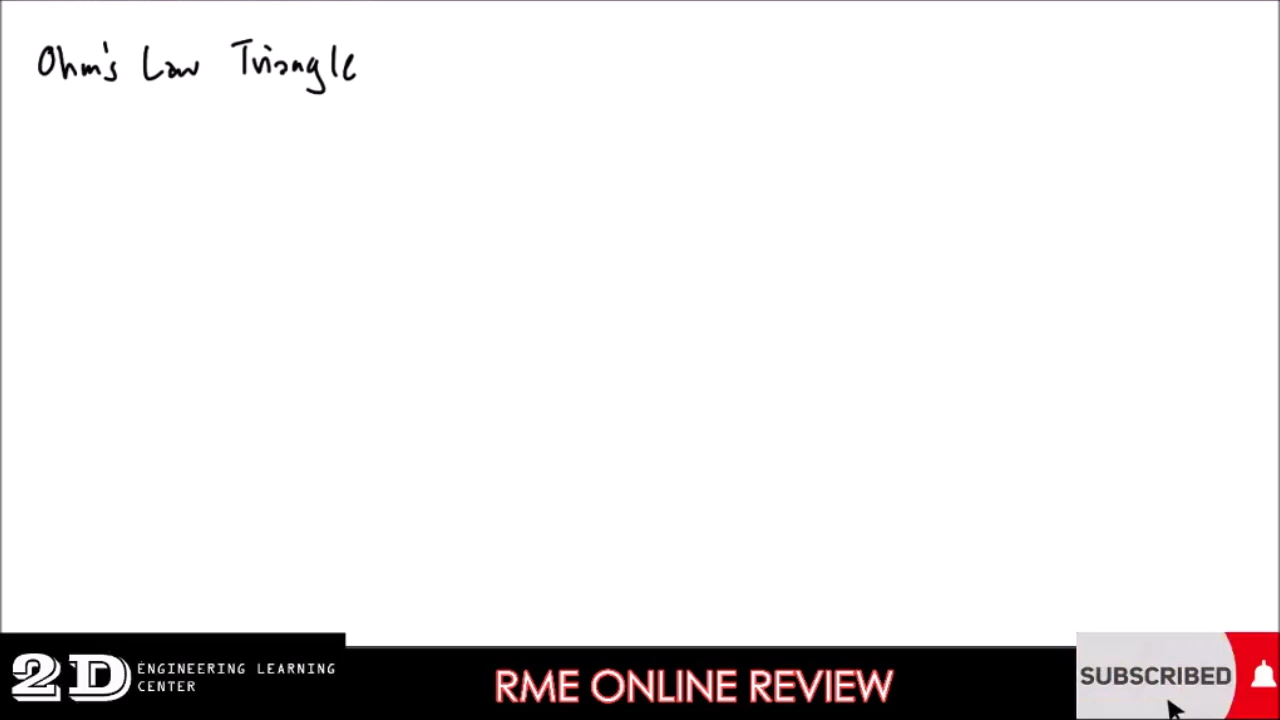 Ohm's Law Triangle
2D ENGINEERING LEARNING
CENTER
RME ONLINE REVIEW
SUBSCRIBED